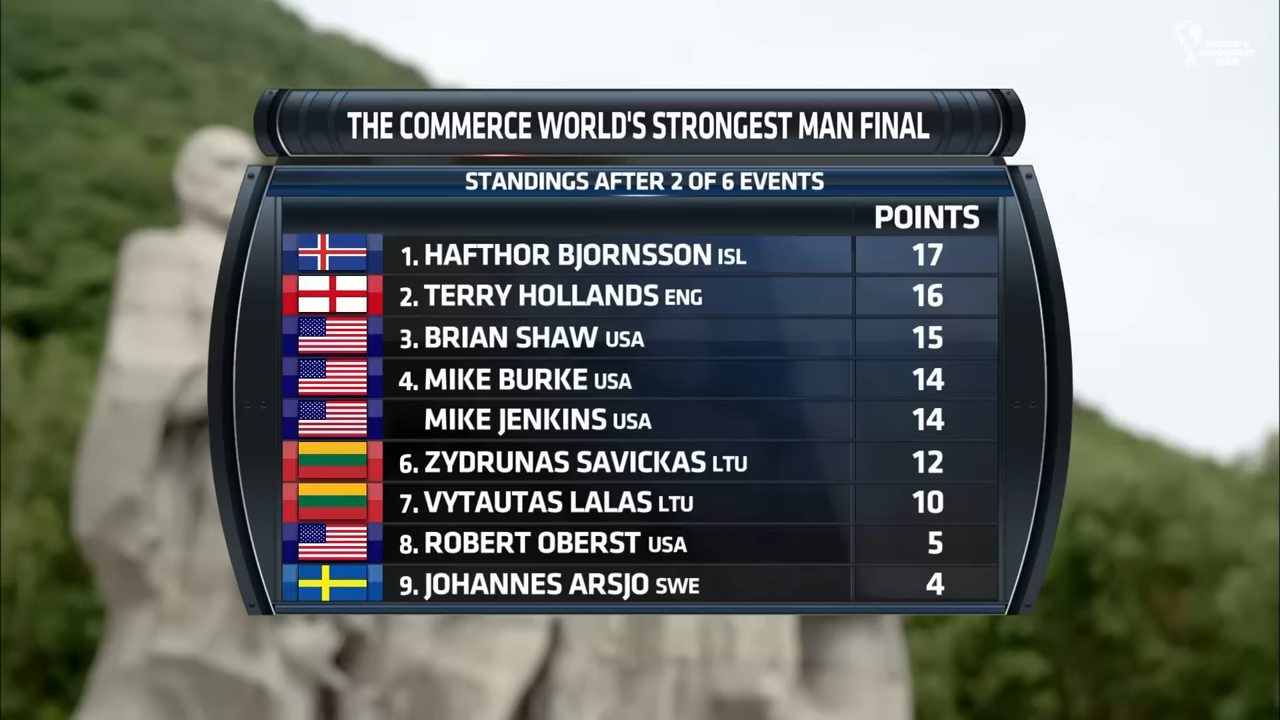 WORLD'S
STRONGEST
MAN
THE COMMERCE WORLD'S STRONGEST MAN FINAL
STANDINGS AFTER 2 OF 6 EVENTS
POINTS
1. HAFTHOR BJORNSSON ISL 17
2. TERRY HOLLANDS ENG 16
3. BRIAN SHAW USA 15
4. MIKE BURKE USA 14
MIKE JENKINS USA 14
6. ZYDRUNAS SAVICKAS LTU 12
7. VYTAUTAS LALAS LTU 10
8. ROBERT OBERST USA 5
9. JOHANNES ARSJO SWE 4